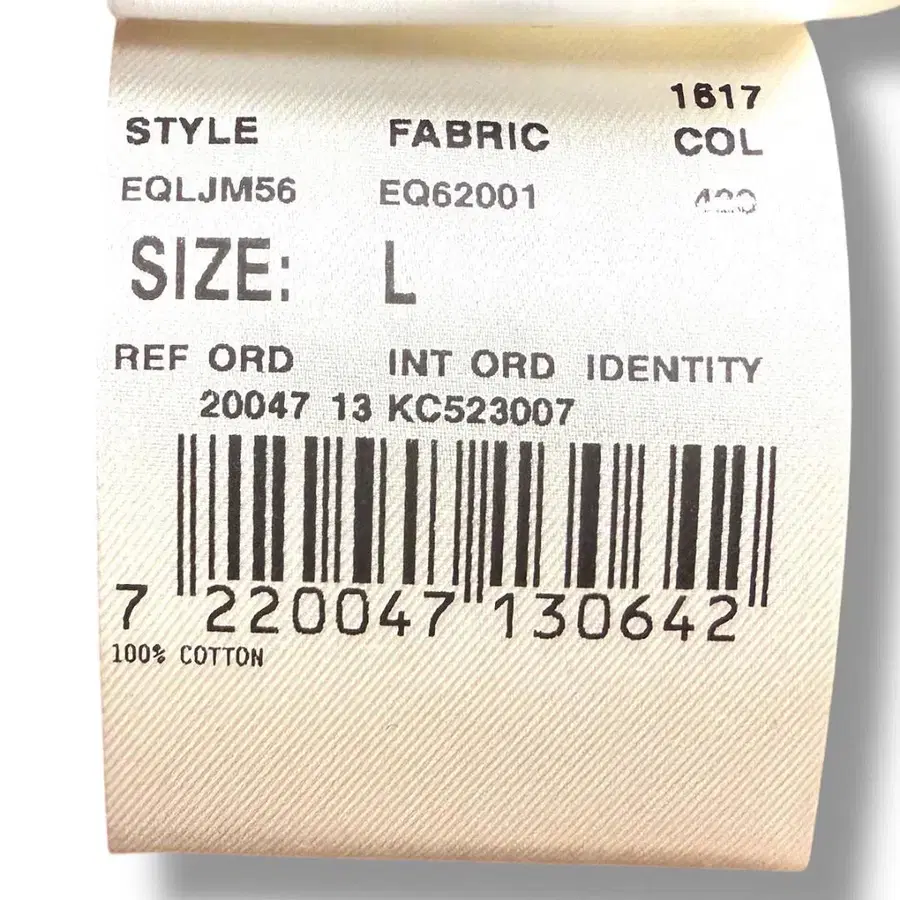 1617
STYLE FABRIC COL
EQLJM56 EQ62001
SIZE: L
REF ORD INT ORD IDENTITY
20047 13 KC523007
7 220047 130642
100% COTTON